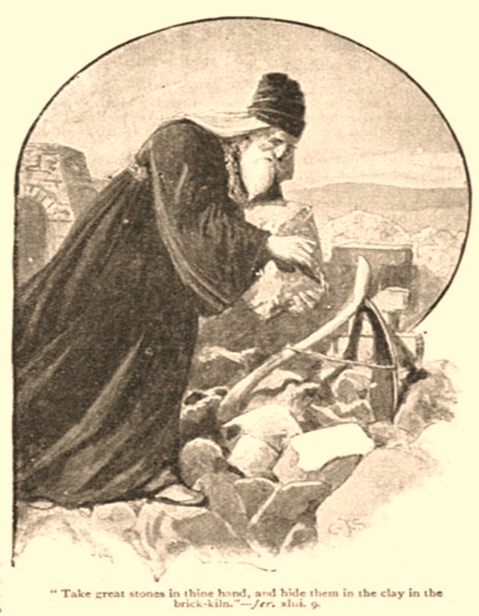 “ Take great stones in thine hand, and hide them in the clay in the
brick-kiln.”—Jer. xliii. 9.